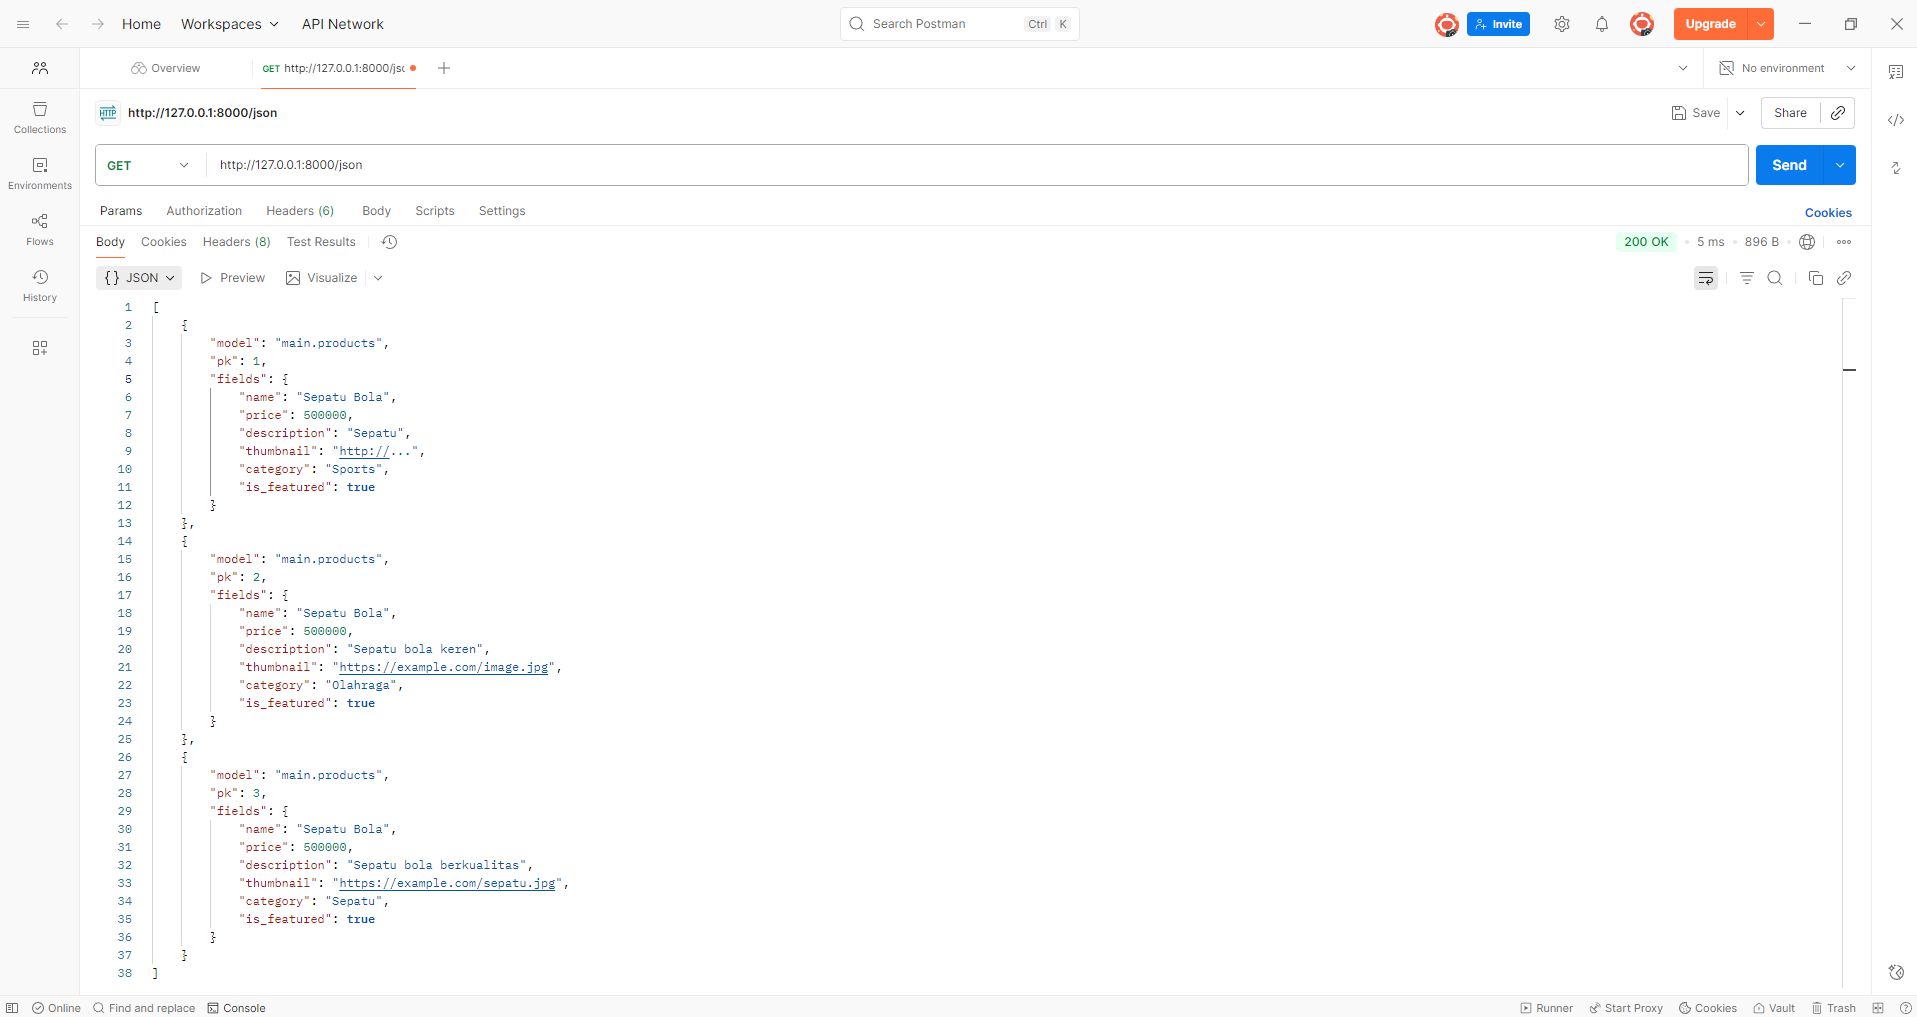 Home Workspaces API Network Search Postman Ctrl K Invite Upgrade
Overview GET http://127.0.0.1:8000/jsc No environment
HTTP http://127.0.0.1:8000/json Save Share
Collections
Environments
Flows
History
GET http://127.0.0.1:8000/json Send
Params Authorization Headers (6) Body Scripts Settings Cookies
Body Cookies Headers (8) Test Results 200 OK 5 ms 896 B
{ } JSON Preview Visualize
1 [
2 {
3 "model": "main.products",
4 "pk": 1,
5 "fields": {
6 "name": "Sepatu Bola",
7 "price": 500000,
8 "description": "Sepatu",
9 "thumbnail": "http://...",
10 "category": "Sports",
11 "is_featured": true
12 }
13 },
14 {
15 "model": "main.products",
16 "pk": 2,
17 "fields": {
18 "name": "Sepatu Bola",
19 "price": 500000,
20 "description": "Sepatu bola keren",
21 "thumbnail": "https://example.com/image.jpg",
22 "category": "Olahraga",
23 "is_featured": true
24 }
25 },
26 {
27 "model": "main.products",
28 "pk": 3,
29 "fields": {
30 "name": "Sepatu Bola",
31 "price": 500000,
32 "description": "Sepatu bola berkualitas",
33 "thumbnail": "https://example.com/sepatu.jpg",
34 "category": "Sepatu",
35 "is_featured": true
36 }
37 }
38 ]
Online Find and replace Console Runner Start Proxy Cookies Vault Trash